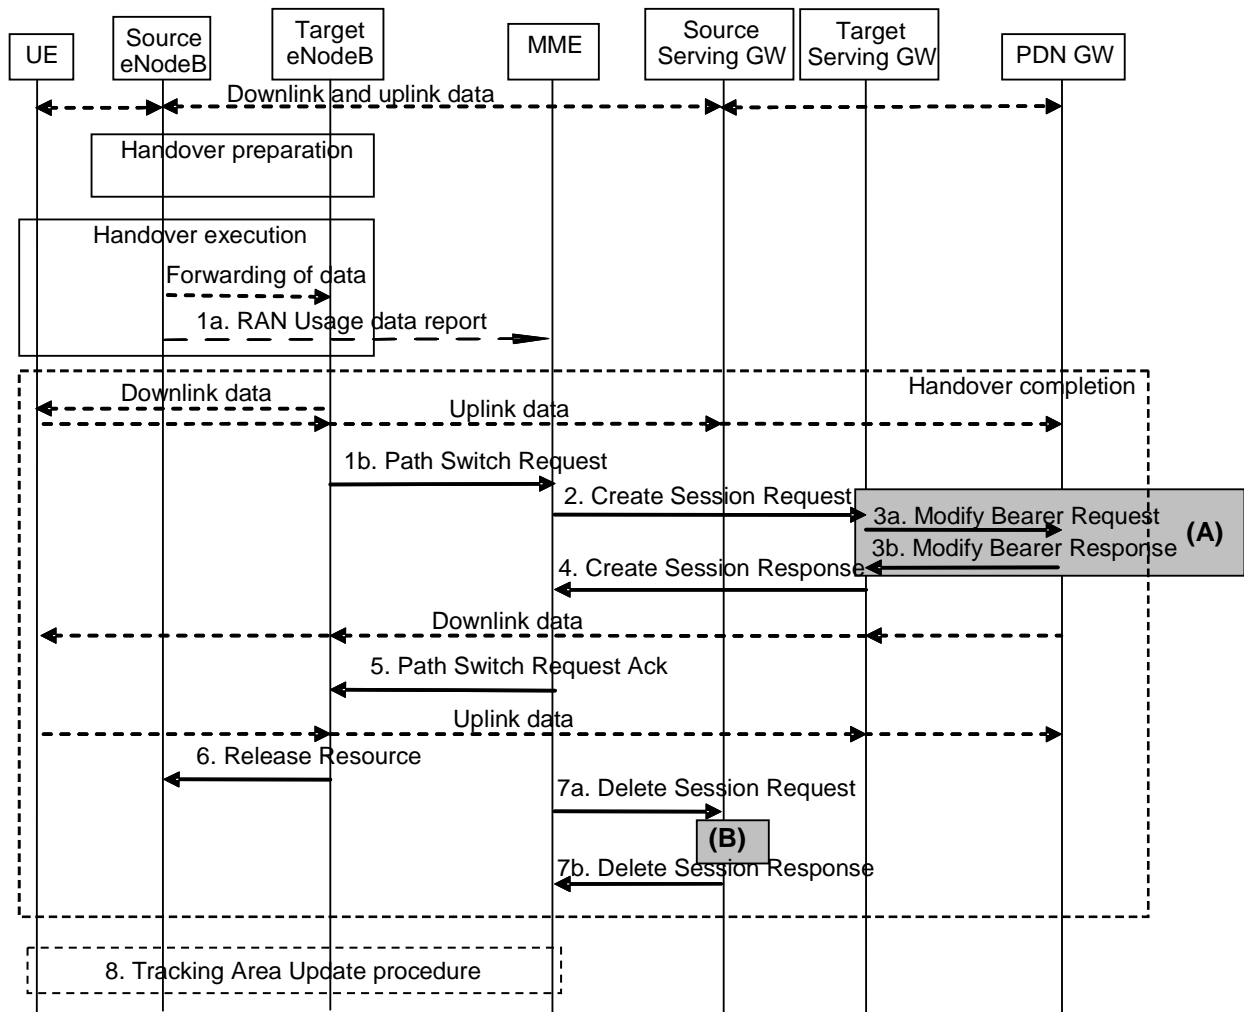 UE
Source
eNodeB
Target
eNodeB
MME
Source
Serving GW
Target
Serving GW
PDN GW
Downlink and uplink data
Handover preparation
Handover execution
Forwarding of data
1a. RAN Usage data report
Handover completion
Downlink data
Uplink data
1b. Path Switch Request
2. Create Session Request
3a. Modify Bearer Request
(A)
3b. Modify Bearer Response
4. Create Session Response
Downlink data
5. Path Switch Request Ack
Uplink data
6. Release Resource
7a. Delete Session Request
(B)
7b. Delete Session Response
8. Tracking Area Update procedure